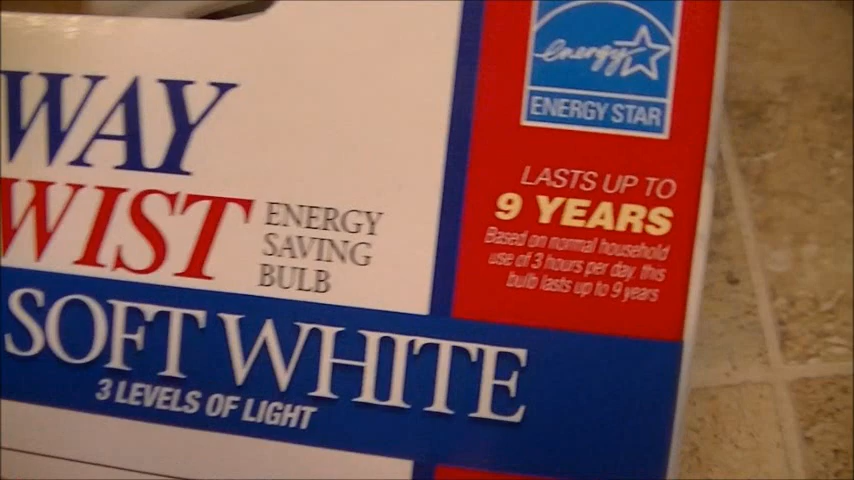 WAY
WIST
ENERGY
SAVING
BULB
SOFT WHITE
3 LEVELS OF LIGHT
energy
ENERGY STAR
LASTS UP TO
9 YEARS
Based on normal household
use of 3 hours per day, this
bulb lasts up to 9 years